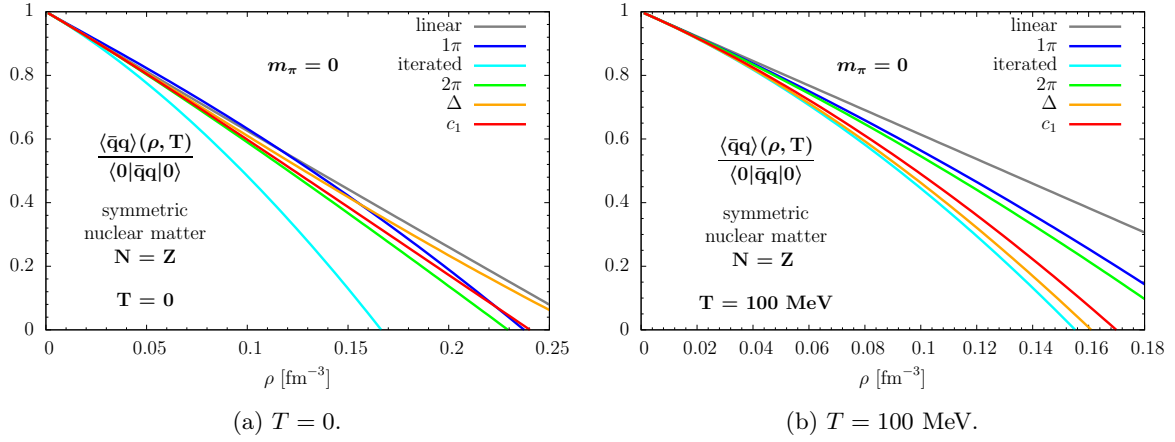 1
0.8
0.6
0.4
0.2
0
0
0.05
0.1
0.15
0.2
0.25
linear
1π
iterated
2π
Δ
c₁
m_π = 0
⟨q̄q⟩(ρ, T)
⟨0|q̄q|0⟩
symmetric
nuclear matter
N = Z
T = 0
ρ [fm⁻³]
(a) T = 0.
1
0.8
0.6
0.4
0.2
0
0
0.02
0.04
0.06
0.08
0.1
0.12
0.14
0.16
0.18
linear
1π
iterated
2π
Δ
c₁
m_π = 0
⟨q̄q⟩(ρ, T)
⟨0|q̄q|0⟩
symmetric
nuclear matter
N = Z
T = 100 MeV
ρ [fm⁻³]
(b) T = 100 MeV.